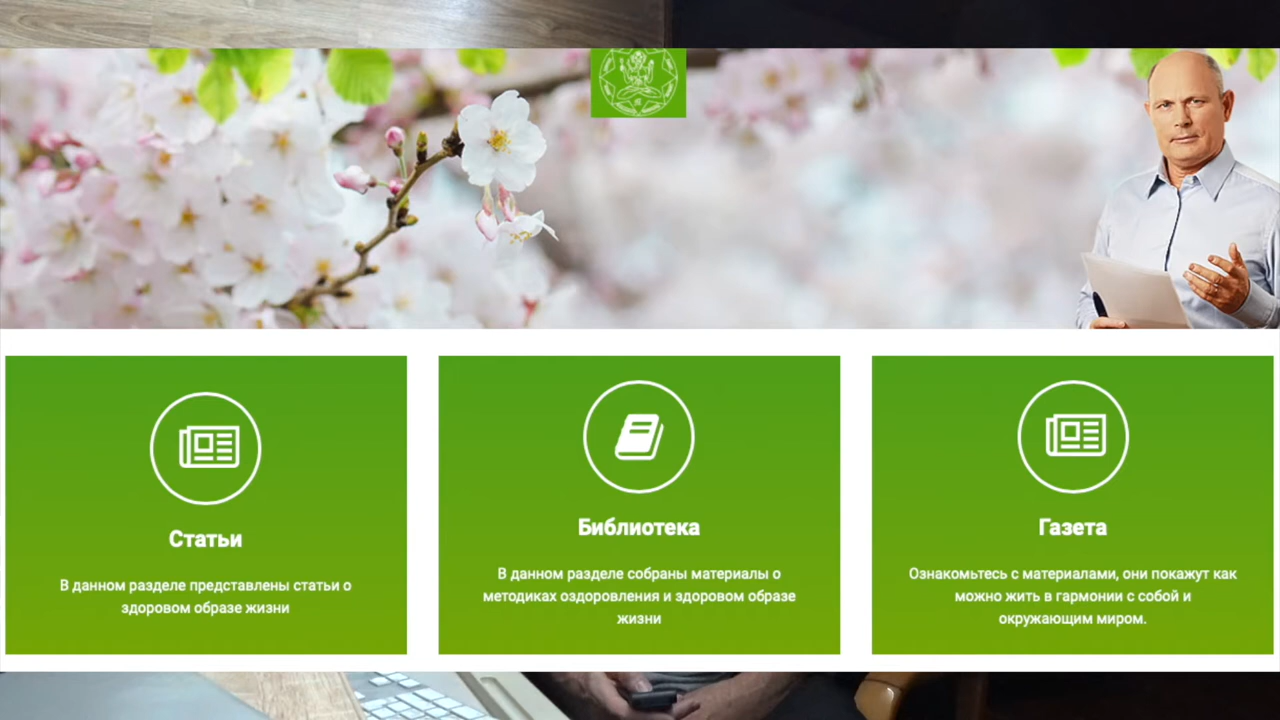 Статьи
В данном разделе представлены статьи о
здоровом образе жизни
Библиотека
В данном разделе собраны материалы о
методиках оздоровления и здоровом образе
жизни
Газета
Ознакомьтесь с материалами, они покажут как
можно жить в гармонии с собой и
окружающим миром.